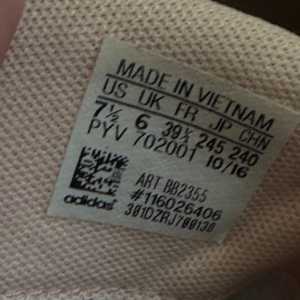 MADE IN VIETNAM
US UK FR JP CHN
7½ 6 39⅓ 245 240
PYV 702001 10/16
ART BB2355
#116026406
301DZRJ700130
adidas